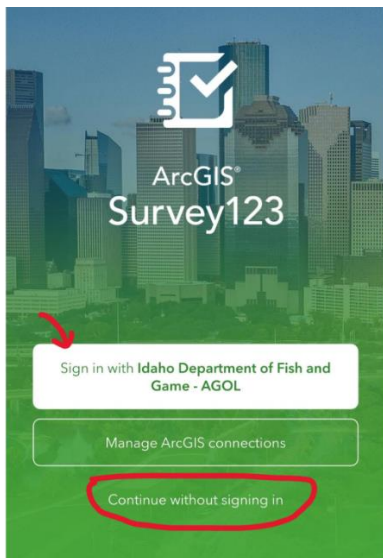 ArcGIS®
Survey123
Sign in with Idaho Department of Fish and
Game - AGOL
Manage ArcGIS connections
Continue without signing in